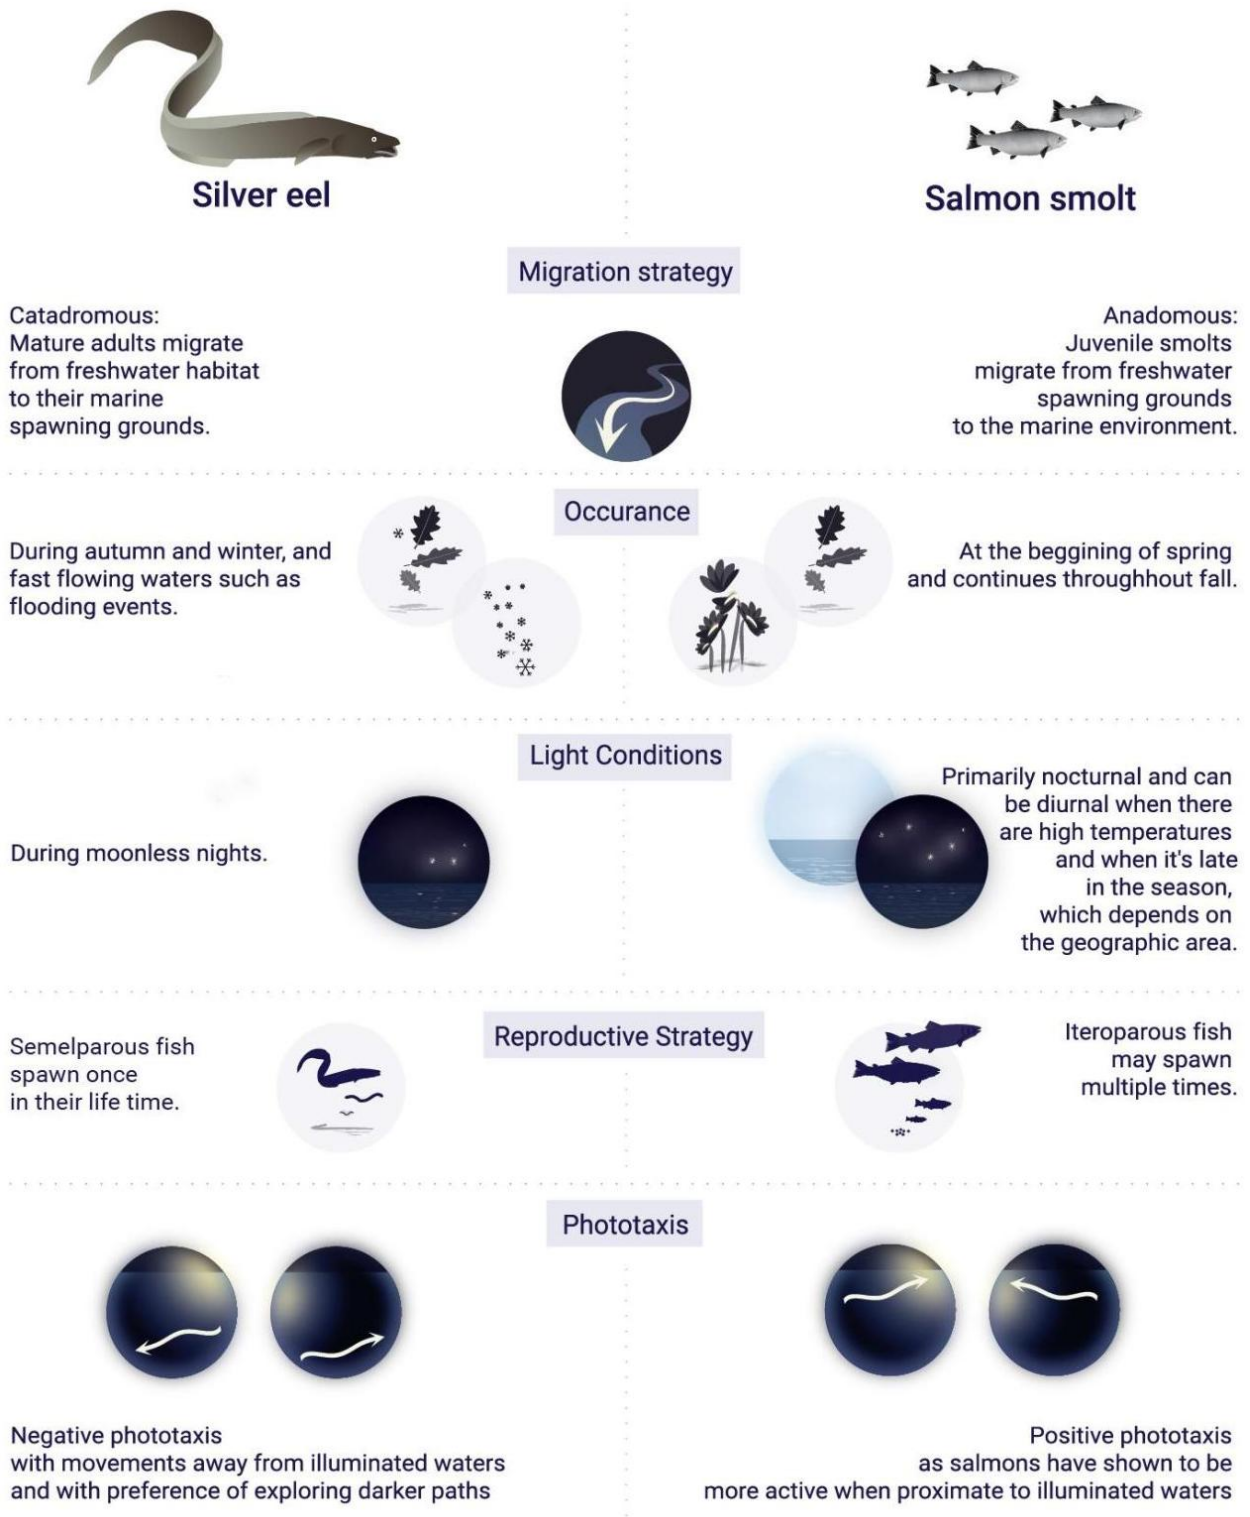 Silver eel
Salmon smolt
Migration strategy
Catadromous:
Mature adults migrate
from freshwater habitat
to their marine
spawning grounds.
Anadomous:
Juvenile smolts
migrate from freshwater
spawning grounds
to the marine environment.
Occurance
During autumn and winter, and
fast flowing waters such as
flooding events.
At the beggining of spring
and continues throughhout fall.
Light Conditions
During moonless nights.
Primarily nocturnal and can
be diurnal when there
are high temperatures
and when it's late
in the season,
which depends on
the geographic area.
Reproductive Strategy
Semelparous fish
spawn once
in their life time.
Iteroparous fish
may spawn
multiple times.
Phototaxis
Negative phototaxis
with movements away from illuminated waters
and with preference of exploring darker paths
Positive phototaxis
as salmons have shown to be
more active when proximate to illuminated waters